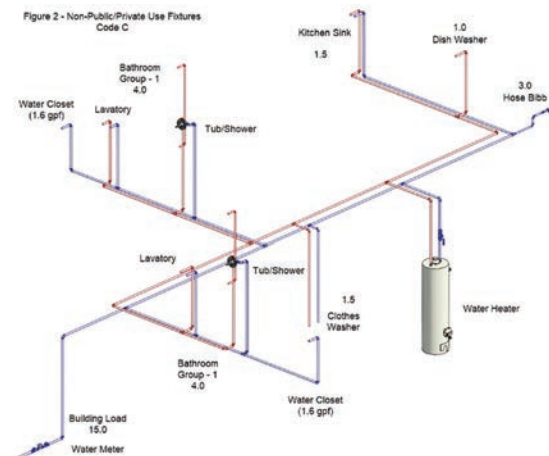 Figure 2 - Non-Public/Private Use Fixtures
Code C
Kitchen Sink
1.5
1.0
Dish Washer
3.0
Hose Bibb
Bathroom
Group - 1
4.0
Water Closet
(1.6 gpf)
Lavatory
Tub/Shower
Lavatory
Tub/Shower
1.5
Clothes
Washer
Water Heater
Bathroom
Group - 1
4.0
Water Closet
(1.6 gpf)
Building Load
15.0
Water Meter